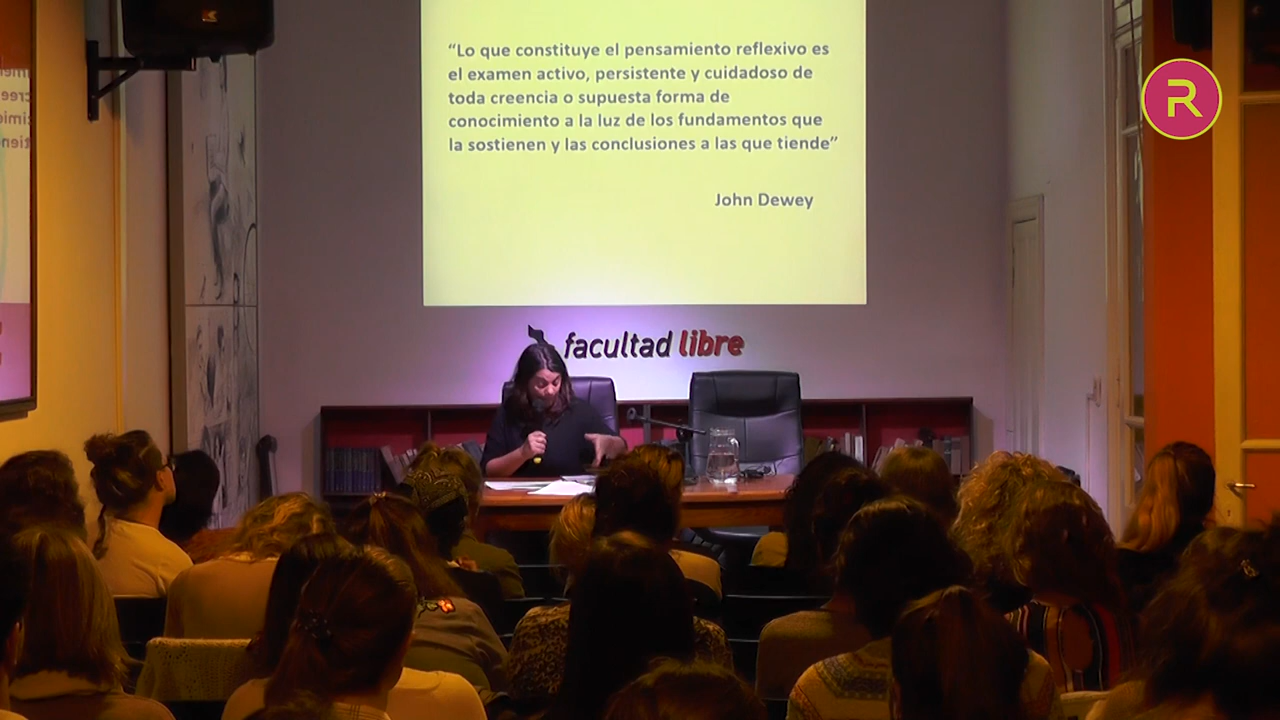 “Lo que constituye el pensamiento reflexivo es
el examen activo, persistente y cuidadoso de
toda creencia o supuesta forma de
conocimiento a la luz de los fundamentos que
la sostienen y las conclusiones a las que tiende”
John Dewey
facultad libre
R